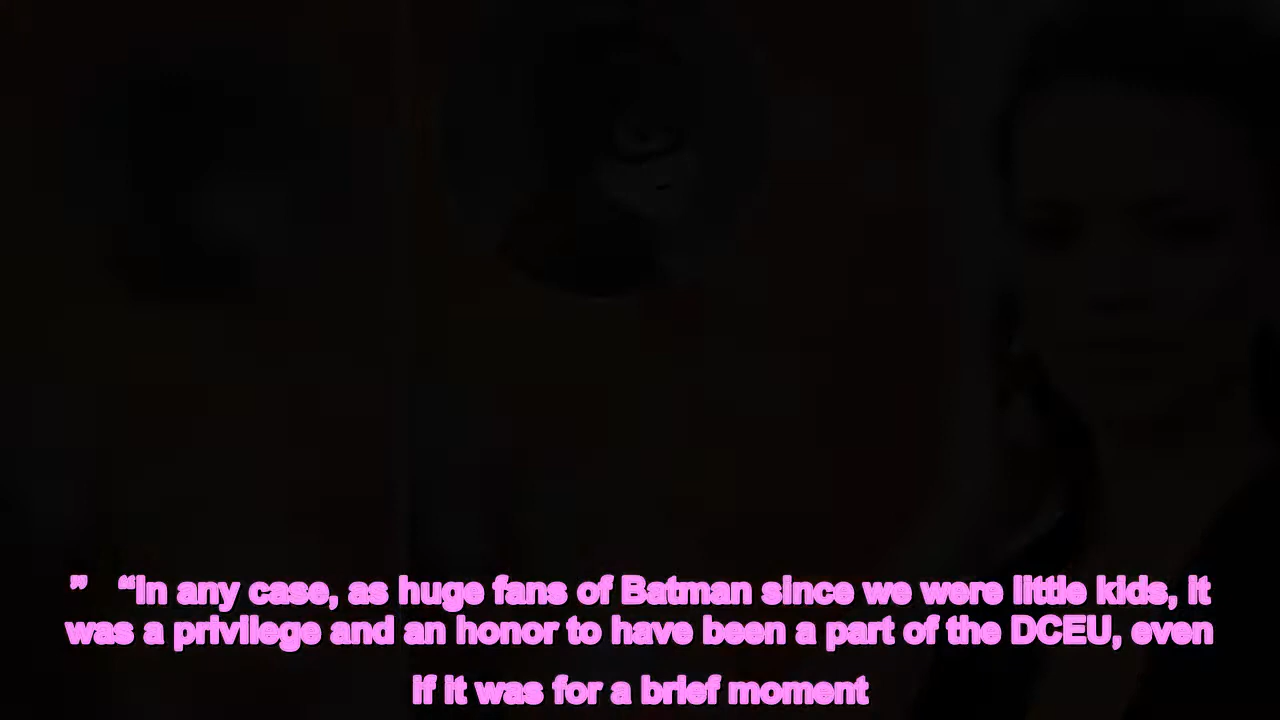 ” “In any case, as huge fans of Batman since we were little kids, it
was a privilege and an honor to have been a part of the DCEU, even
if it was for a brief moment